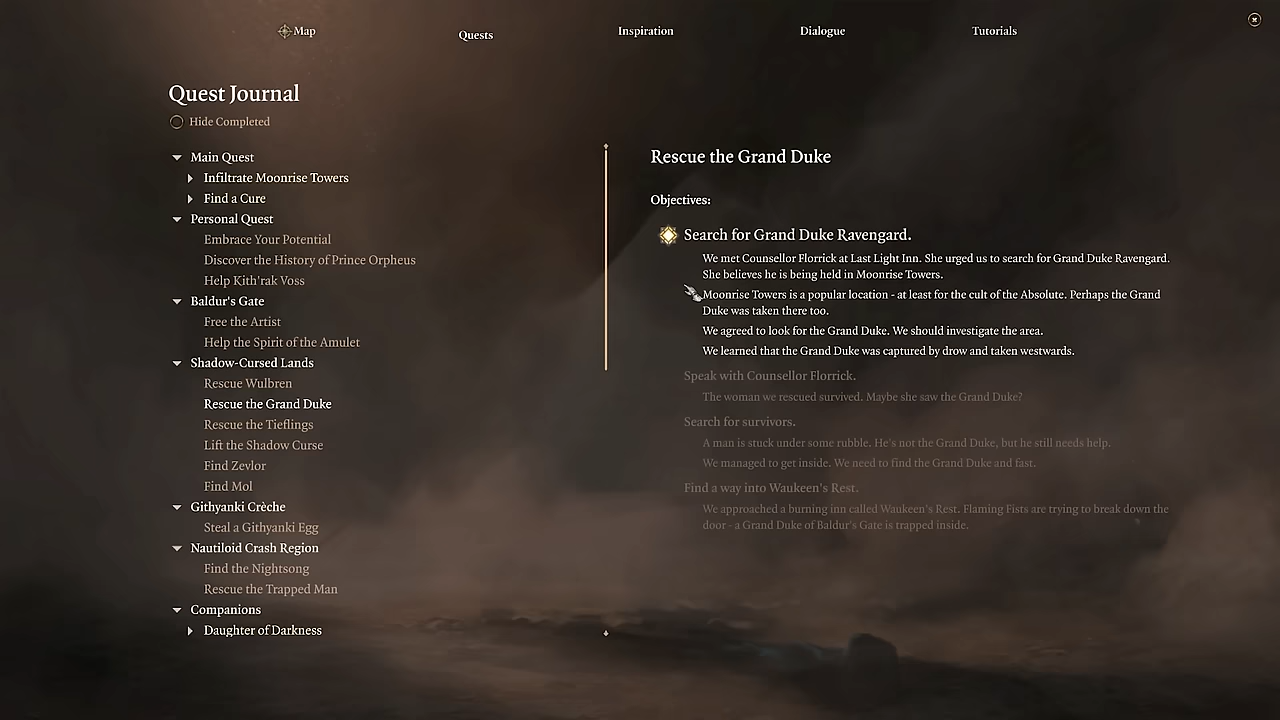 Map
Quests
Inspiration
Dialogue
Tutorials
Quest Journal
Hide Completed
Main Quest
Infiltrate Moonrise Towers
Find a Cure
Personal Quest
Embrace Your Potential
Discover the History of Prince Orpheus
Help Kith'rak Voss
Baldur's Gate
Free the Artist
Help the Spirit of the Amulet
Shadow-Cursed Lands
Rescue Wulbren
Rescue the Grand Duke
Rescue the Tieflings
Lift the Shadow Curse
Find Zevlor
Find Mol
Githyanki Crèche
Steal a Githyanki Egg
Nautiloid Crash Region
Find the Nightsong
Rescue the Trapped Man
Companions
Daughter of Darkness
Rescue the Grand Duke
Objectives:
Search for Grand Duke Ravengard.
We met Counsellor Florrick at Last Light Inn. She urged us to search for Grand Duke Ravengard.
She believes he is being held in Moonrise Towers.
Moonrise Towers is a popular location - at least for the cult of the Absolute. Perhaps the Grand
Duke was taken there too.
We agreed to look for the Grand Duke. We should investigate the area.
We learned that the Grand Duke was captured by drow and taken westwards.
Speak with Counsellor Florrick.
The woman we rescued survived. Maybe she saw the Grand Duke?
Search for survivors.
A man is stuck under some rubble. He's not the Grand Duke, but he still needs help.
We managed to get inside. We need to find the Grand Duke and fast.
Find a way into Waukeen's Rest.
We approached a burning inn called Waukeen's Rest. Flaming Fists are trying to break down the
door - a Grand Duke of Baldur's Gate is trapped inside.